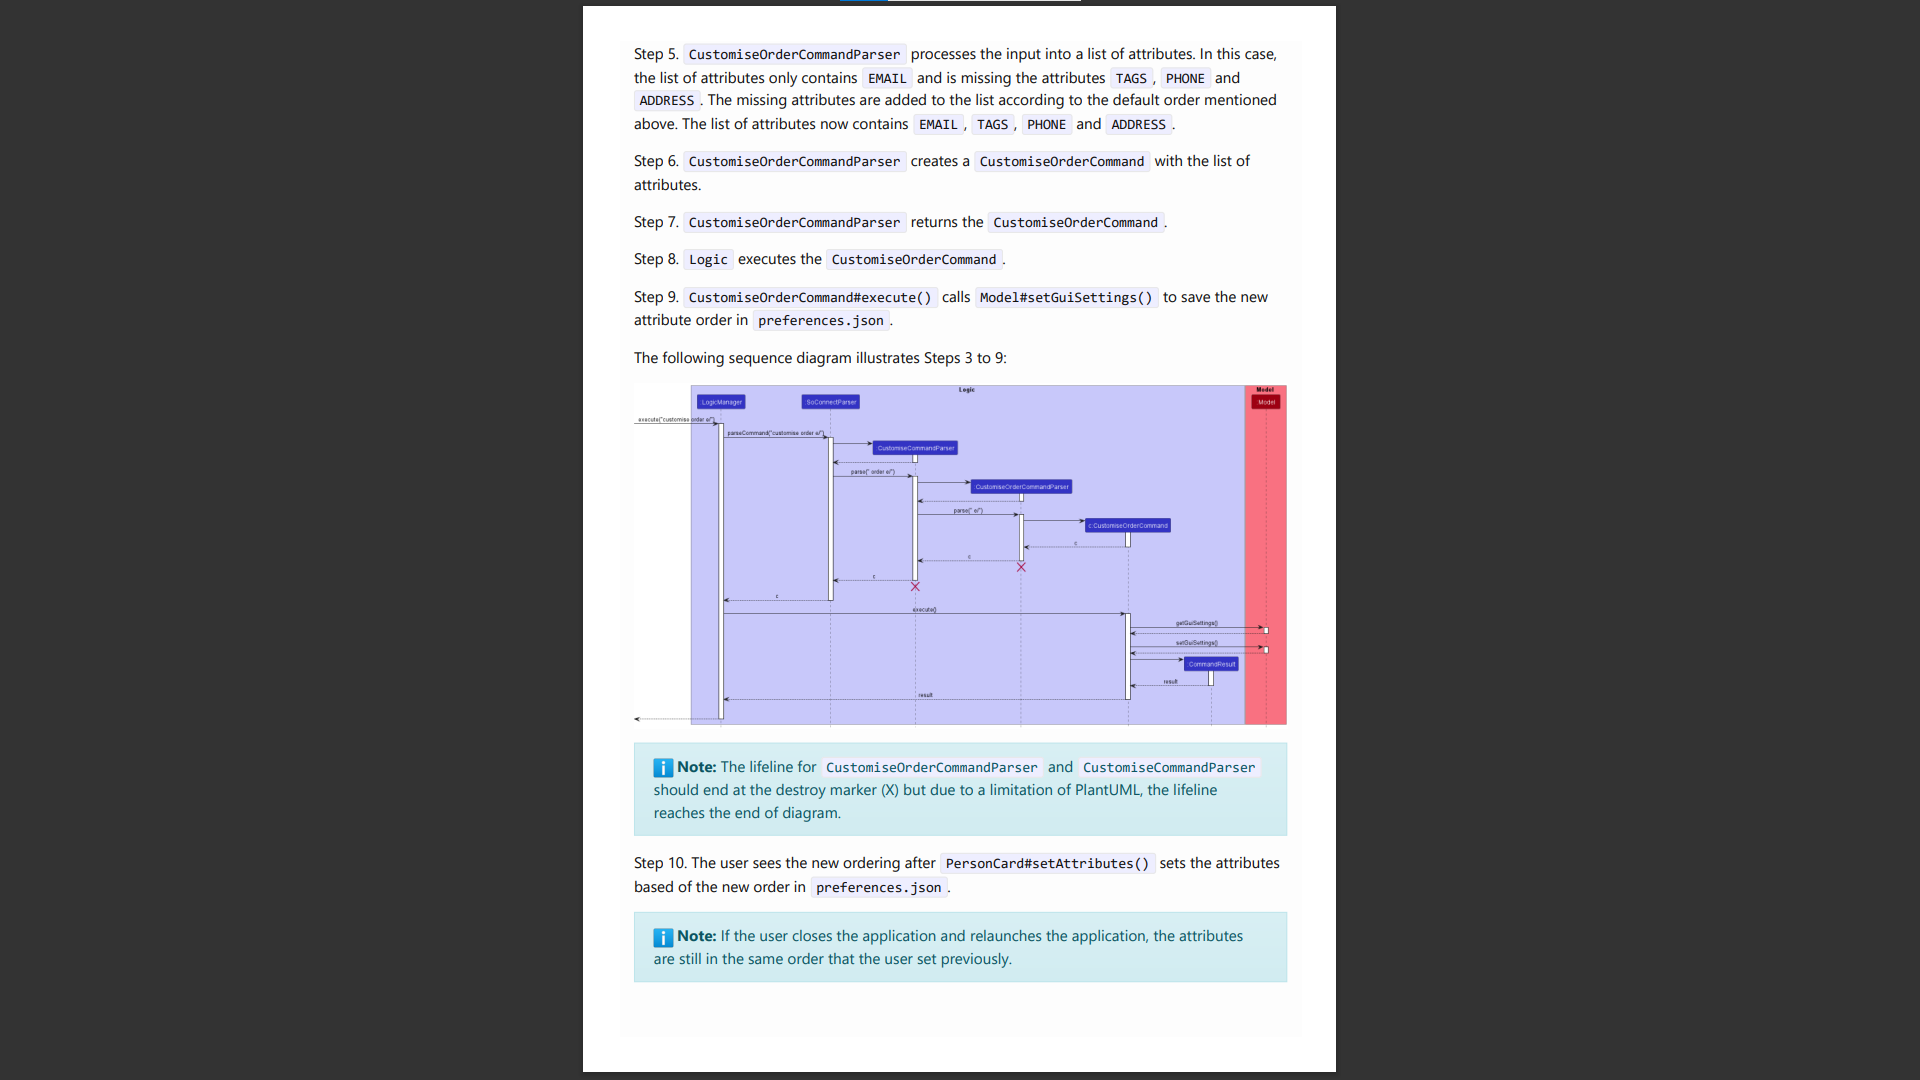 Step 5. CustomiseOrderCommandParser processes the input into a list of attributes. In this case,
the list of attributes only contains EMAIL and is missing the attributes TAGS , PHONE and
ADDRESS . The missing attributes are added to the list according to the default order mentioned
above. The list of attributes now contains EMAIL , TAGS , PHONE and ADDRESS .
Step 6. CustomiseOrderCommandParser creates a CustomiseOrderCommand with the list of
attributes.
Step 7. CustomiseOrderCommandParser returns the CustomiseOrderCommand .
Step 8. Logic executes the CustomiseOrderCommand .
Step 9. CustomiseOrderCommand#execute() calls Model#setGuiSettings() to save the new
attribute order in preferences.json .
The following sequence diagram illustrates Steps 3 to 9:
Logic
Model
:LogicManager
:SoConnectParser
:Model
execute("customise order e/")
parseCommand("customise order e/")
:CustomiseCommandParser
parse(" order e/")
:CustomiseOrderCommandParser
parse(" e/")
c:CustomiseOrderCommand
c
c
c
c
execute()
getGuiSettings()
setGuiSettings()
:CommandResult
result
result
Note: The lifeline for CustomiseOrderCommandParser and CustomiseCommandParser
should end at the destroy marker (X) but due to a limitation of PlantUML, the lifeline
reaches the end of diagram.
Step 10. The user sees the new ordering after PersonCard#setAttributes() sets the attributes
based of the new order in preferences.json .
Note: If the user closes the application and relaunches the application, the attributes
are still in the same order that the user set previously.